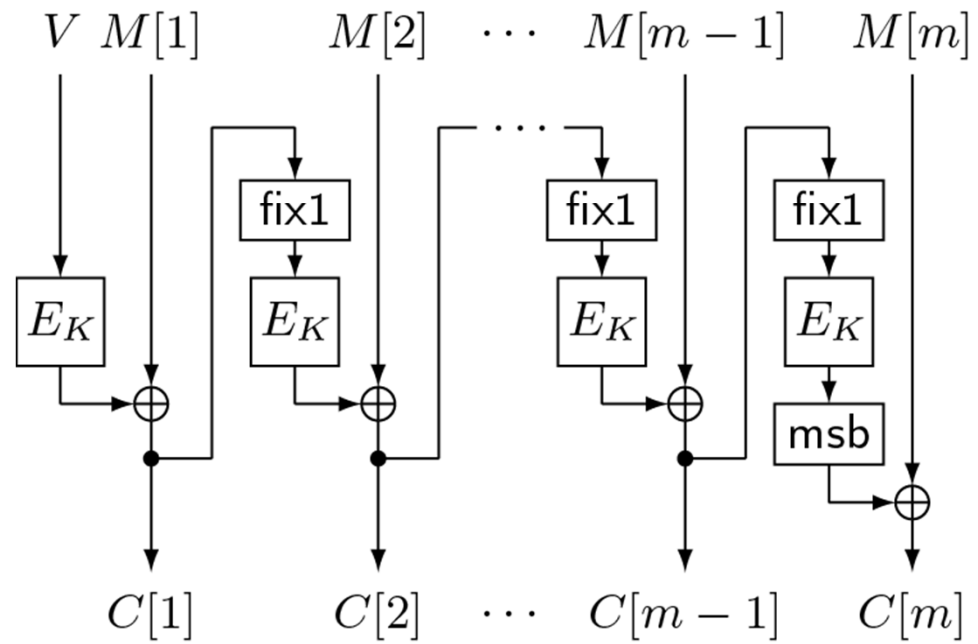 V M[1] M[2] ··· M[m − 1] M[m]
···
fix1 fix1 fix1
E_K E_K E_K E_K
msb
C[1] C[2] ··· C[m − 1] C[m]